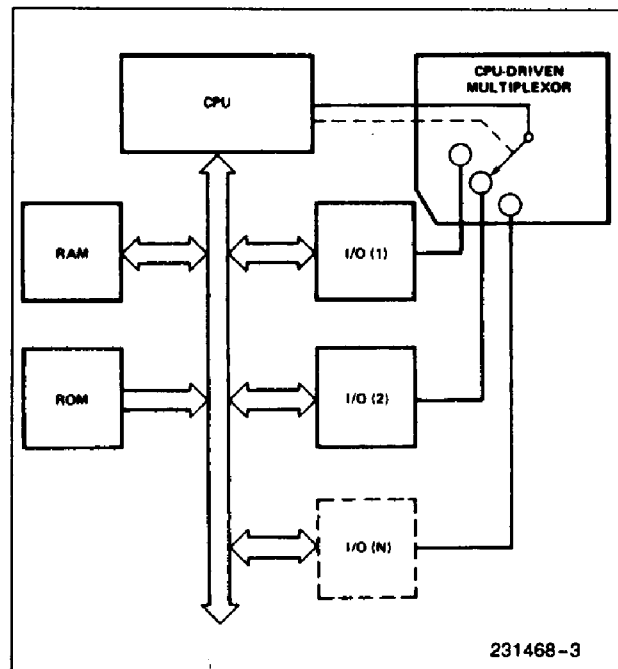 CPU-DRIVEN
MULTIPLEXOR
CPU
RAM
I/O (1)
ROM
I/O (2)
I/O (N)
231468-3